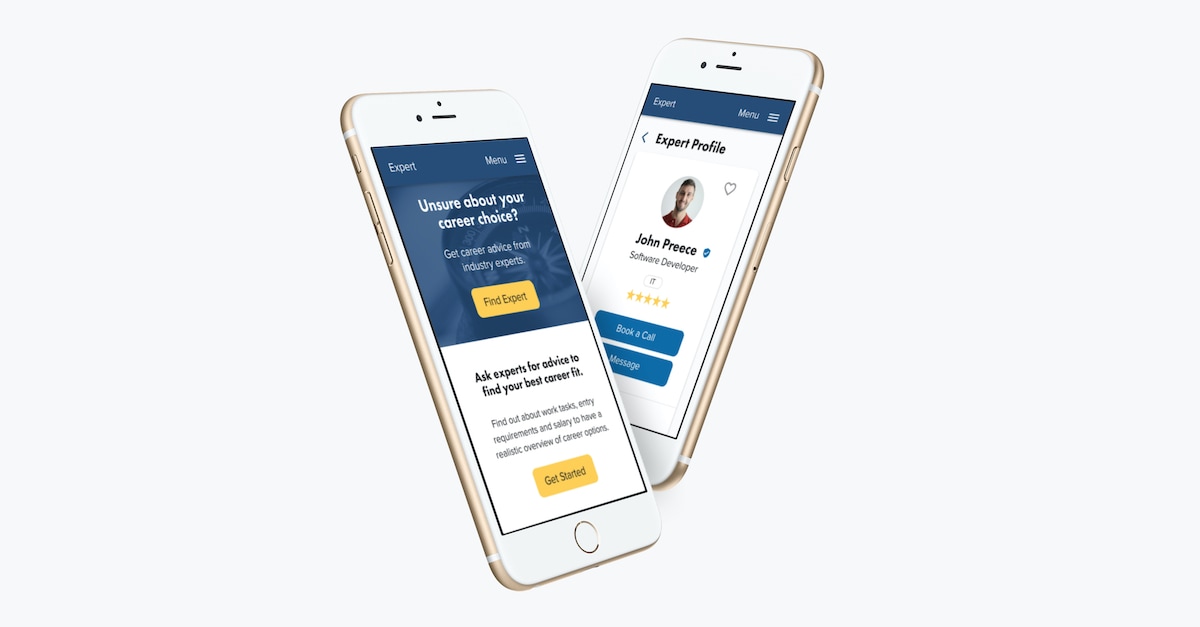 Expert
Menu
Unsure about your
career choice?
Get career advice from
industry experts.
Find Expert
Ask experts for advice to
find your best career fit.
Find out about work tasks, entry
requirements and salary to have a
realistic overview of career options.
Get Started
Expert
Menu
Expert Profile
John Preece
Software Developer
IT
Book a Call
Message